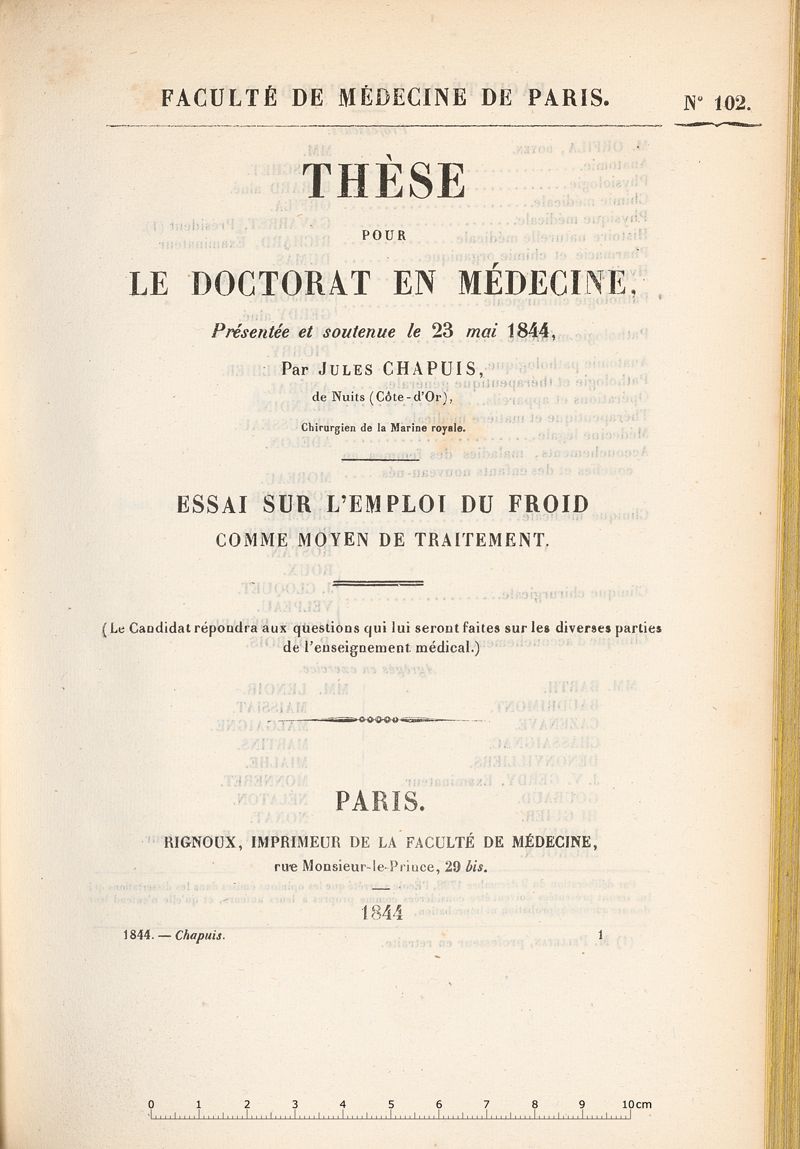 FACULTÉ DE MÉDECINE DE PARIS.
N° 102.
THÈSE
POUR
LE DOCTORAT EN MÉDECINE,
Présentée et soutenue le 23 mai 1844,
Par JULES CHAPUIS,
de Nuits (Côte-d'Or),
Chirurgien de la Marine royale.
ESSAI SUR L'EMPLOI DU FROID
COMME MOYEN DE TRAITEMENT.
(Le Candidat répondra aux questions qui lui seront faites sur les diverses parties
de l'enseignement médical.)
PARIS.
RIGNOUX, IMPRIMEUR DE LA FACULTÉ DE MÉDECINE,
rue Monsieur-le-Prince, 29 bis.
1844
1844. — Chapuis. 1
0 1 2 3 4 5 6 7 8 9 10cm